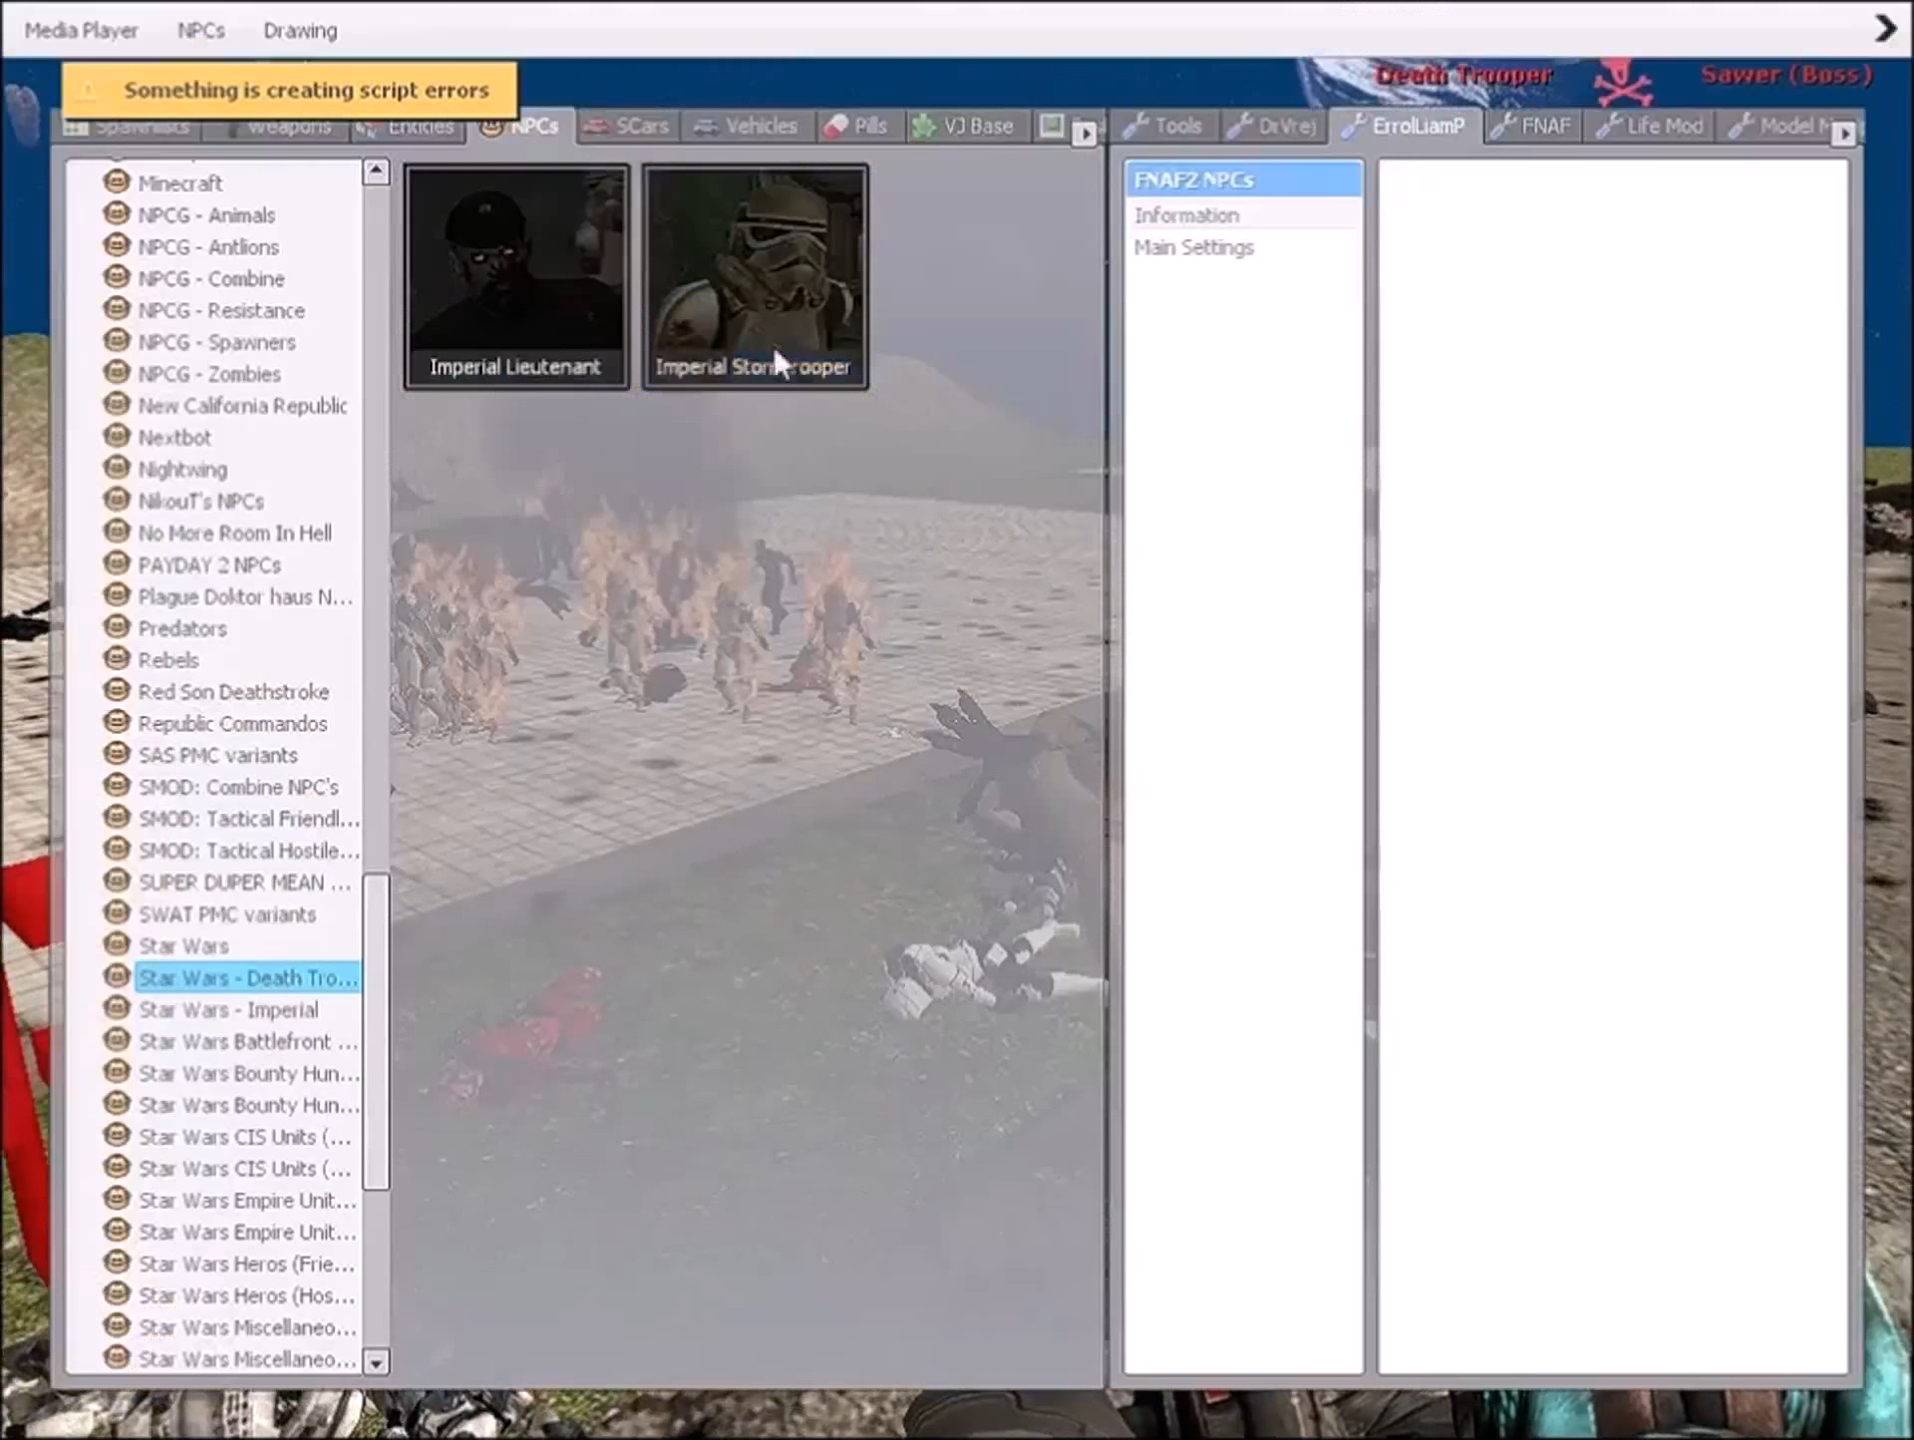 Media Player NPCs Drawing
Something is creating script errors
Death Trooper Sawer (Boss)
Spawnlists Weapons Entities NPCs SCars Vehicles Pills VJ Base
Tools DrVrej ErrolLiamP FNAF Life Mod Model
Minecraft
NPCG - Animals
NPCG - Antlions
NPCG - Combine
NPCG - Resistance
NPCG - Spawners
NPCG - Zombies
New California Republic
Nextbot
Nightwing
NikouT's NPCs
No More Room In Hell
PAYDAY 2 NPCs
Plague Doktor haus N...
Predators
Rebels
Red Son Deathstroke
Republic Commandos
SAS PMC variants
SMOD: Combine NPC's
SMOD: Tactical Friendl...
SMOD: Tactical Hostile...
SUPER DUPER MEAN ...
SWAT PMC variants
Star Wars
Star Wars - Death Tro...
Star Wars - Imperial
Star Wars Battlefront ...
Star Wars Bounty Hun...
Star Wars Bounty Hun...
Star Wars CIS Units (...
Star Wars CIS Units (...
Star Wars Empire Unit...
Star Wars Empire Unit...
Star Wars Heros (Frie...
Star Wars Heros (Hos...
Star Wars Miscellaneo...
Star Wars Miscellaneo...
Imperial Lieutenant
Imperial Stormtrooper
FNAF2 NPCs
Information
Main Settings